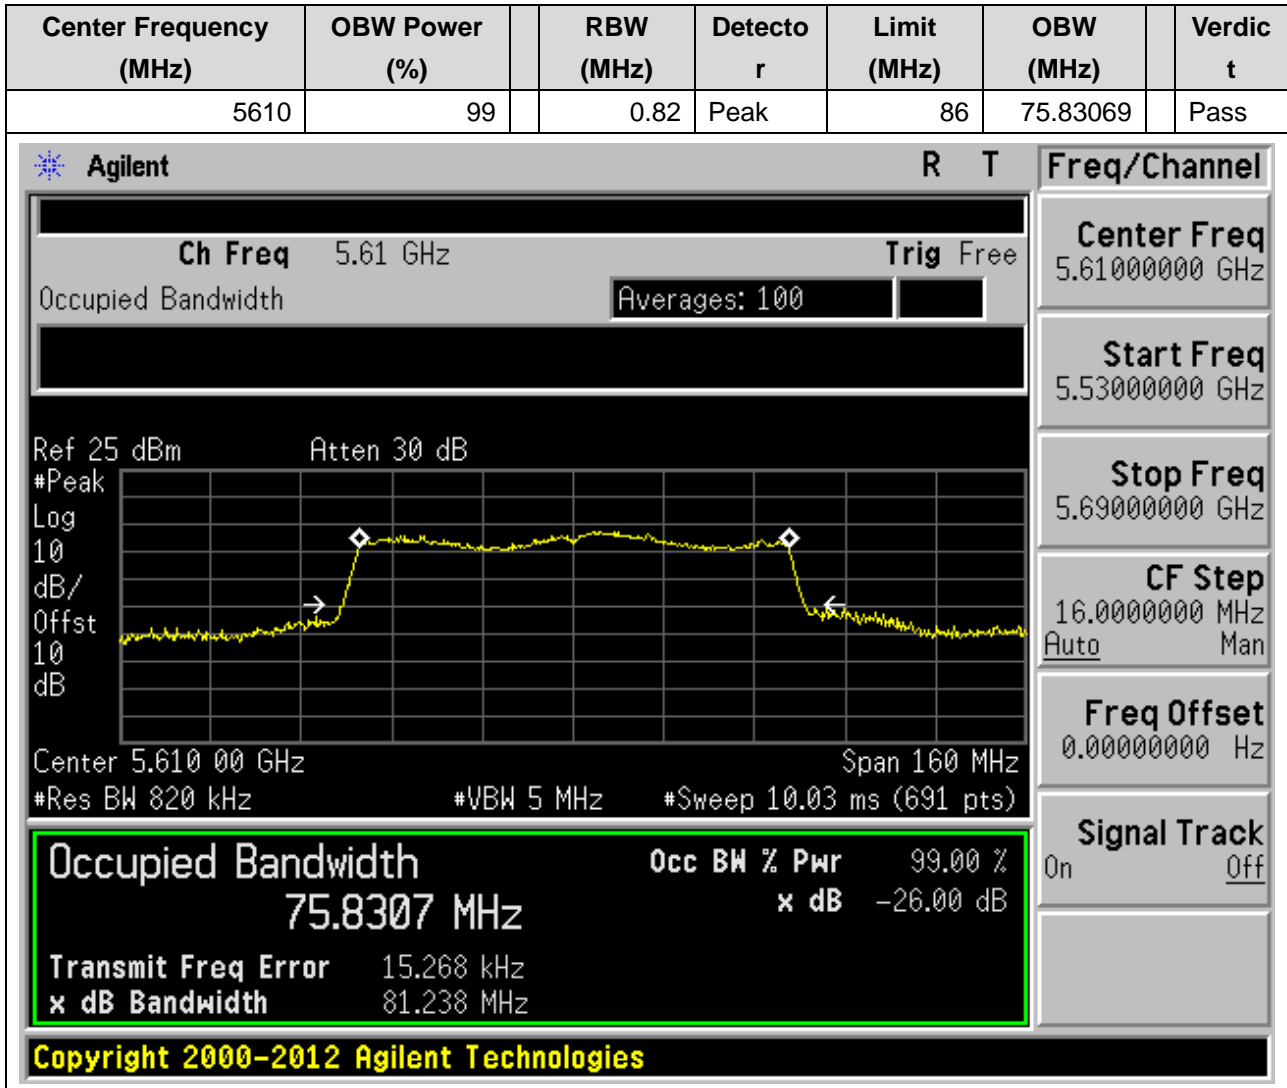 Center Frequency (MHz) OBW Power (%) RBW (MHz) Detector Limit (MHz) OBW (MHz) Verdict
5610 99 0.82 Peak 86 75.83069 Pass
Agilent R T
Ch Freq 5.61 GHz Trig Free
Occupied Bandwidth Averages: 100
Ref 25 dBm Atten 30 dB
#Peak
Log
10
dB/
Offst
10
dB
Center 5.610 00 GHz Span 160 MHz
#Res BW 820 kHz #VBW 5 MHz #Sweep 10.03 ms (691 pts)
Occupied Bandwidth Occ BW % Pwr 99.00 %
75.8307 MHz x dB -26.00 dB
Transmit Freq Error 15.268 kHz
x dB Bandwidth 81.238 MHz
Copyright 2000-2012 Agilent Technologies
Freq/Channel
Center Freq
5.61000000 GHz
Start Freq
5.53000000 GHz
Stop Freq
5.69000000 GHz
CF Step
16.0000000 MHz
Auto Man
Freq Offset
0.00000000 Hz
Signal Track
On Off